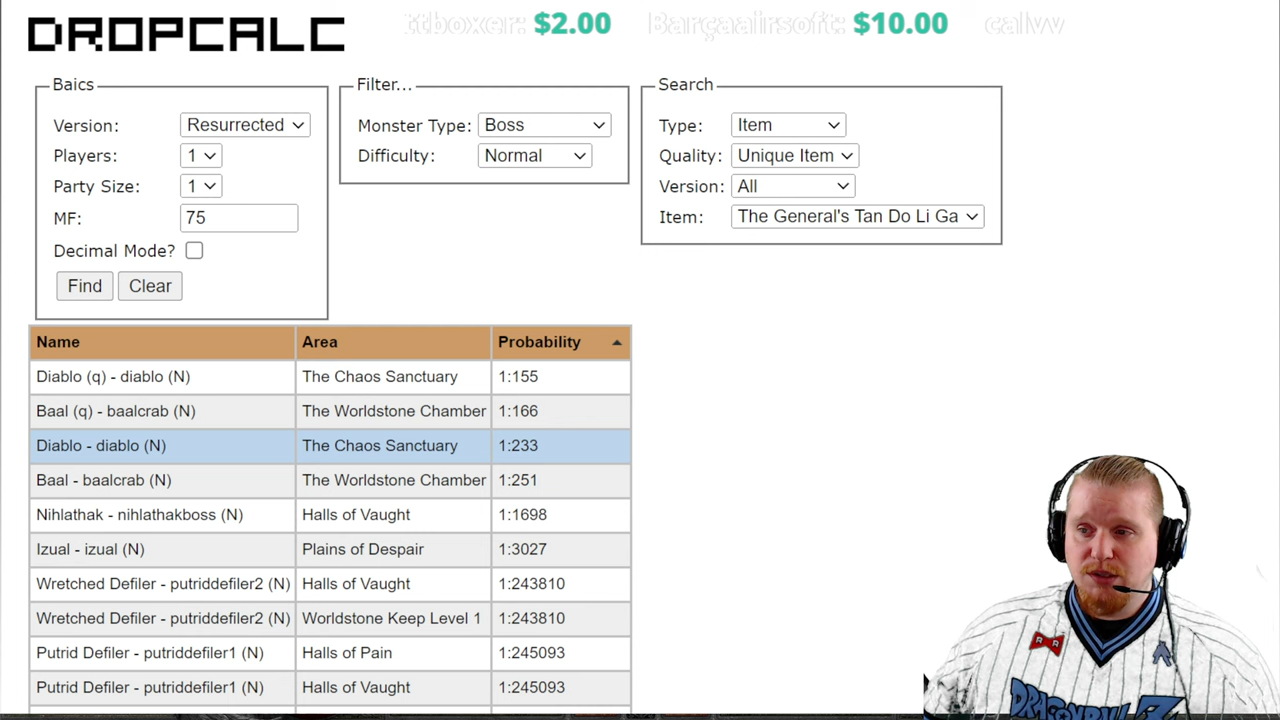 DROPCALC
$2.00 Barçaairsoft: $10.00
Baics
Version: Resurrected
Players: 1
Party Size: 1
MF: 75
Decimal Mode?
Find Clear
Filter...
Monster Type: Boss
Difficulty: Normal
Search
Type: Item
Quality: Unique Item
Version: All
Item: The General's Tan Do Li Ga
Name Area Probability
Diablo (q) - diablo (N) The Chaos Sanctuary 1:155
Baal (q) - baalcrab (N) The Worldstone Chamber 1:166
Diablo - diablo (N) The Chaos Sanctuary 1:233
Baal - baalcrab (N) The Worldstone Chamber 1:251
Nihlathak - nihlathakboss (N) Halls of Vaught 1:1698
Izual - izual (N) Plains of Despair 1:3027
Wretched Defiler - putriddefiler2 (N) Halls of Vaught 1:243810
Wretched Defiler - putriddefiler2 (N) Worldstone Keep Level 1 1:243810
Putrid Defiler - putriddefiler1 (N) Halls of Pain 1:245093
Putrid Defiler - putriddefiler1 (N) Halls of Vaught 1:245093